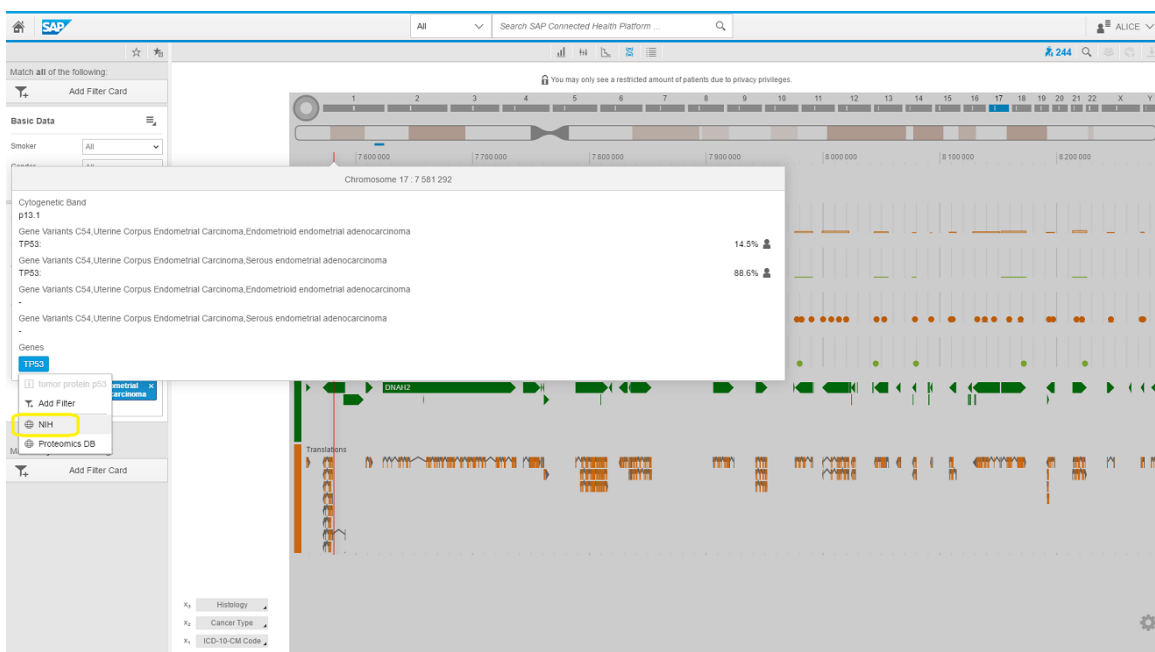 SAP
All
Search SAP Connected Health Platform ...
ALICE
244
Match all of the following:
Add Filter Card
You may only see a restricted amount of patients due to privacy privileges.
Basic Data
Smoker
All
1 2 3 4 5 6 7 8 9 10 11 12 13 14 15 16 17 18 19 20 21 22 X Y
7 600 000 7 700 000 7 800 000 7 900 000 8 000 000 8 100 000 8 200 000
Chromosome 17 : 7 581 292
Cytogenetic Band
p13.1
Gene Variants C54,Uterine Corpus Endometrial Carcinoma,Endometrioid endometrial adenocarcinoma
TP53:
14.5%
Gene Variants C54,Uterine Corpus Endometrial Carcinoma,Serous endometrial adenocarcinoma
TP53:
88.6%
Gene Variants C54,Uterine Corpus Endometrial Carcinoma,Endometrioid endometrial adenocarcinoma
-
Gene Variants C54,Uterine Corpus Endometrial Carcinoma,Serous endometrial adenocarcinoma
-
Genes
TP53
tumor protein p53
Add Filter
NIH
Proteomics DB
DNAH2
Translations
Add Filter Card
X3 Histology
X2 Cancer Type
X1 ICD-10-CM Code